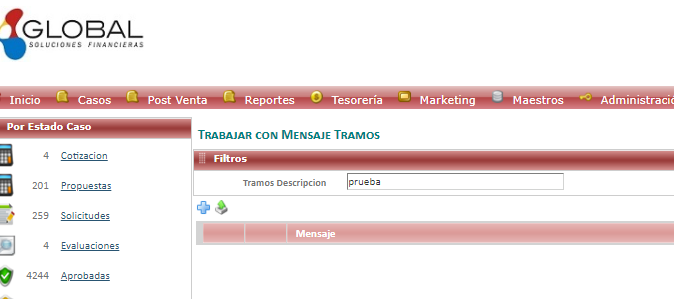 GLOBAL
SOLUCIONES FINANCIERAS
Inicio Casos Post Venta Reportes Tesorería Marketing Maestros Administraci
Por Estado Caso
4 Cotizacion
201 Propuestas
259 Solicitudes
4 Evaluaciones
4244 Aprobadas
TRABAJAR CON MENSAJE TRAMOS
Filtros
Tramos Descripcion prueba
Mensaje